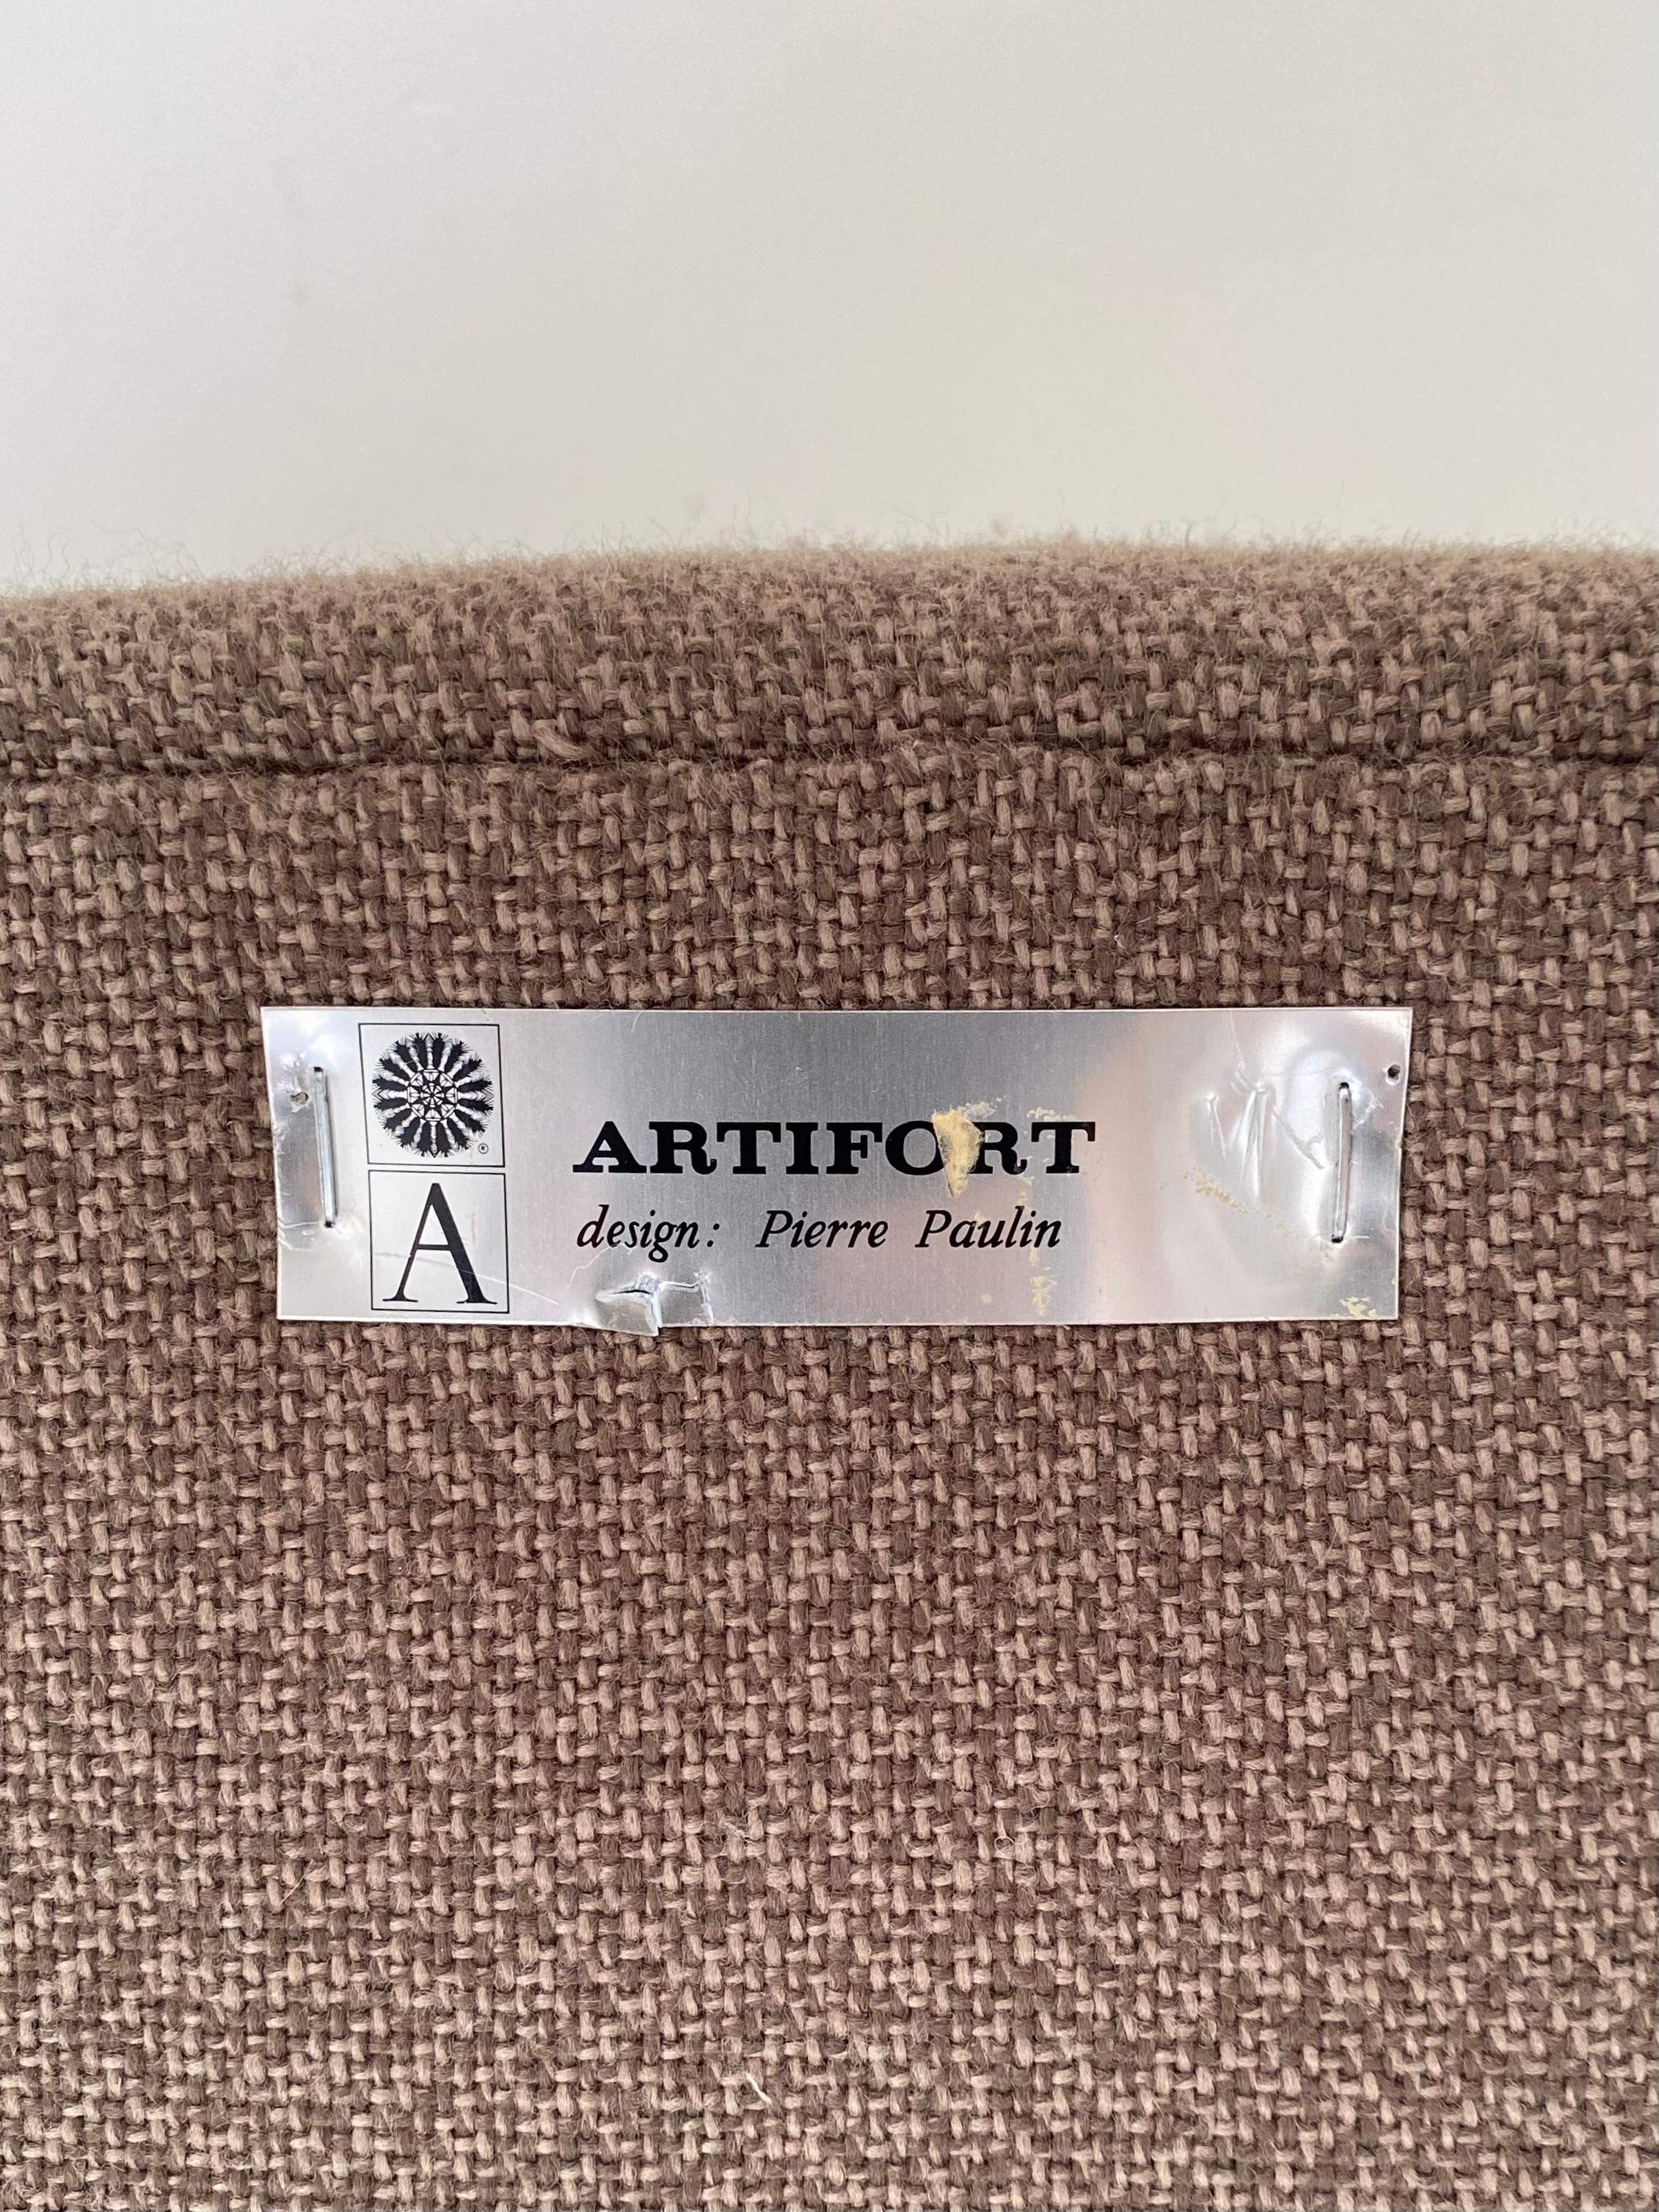 ®
A
ARTIFORT
design: Pierre Paulin